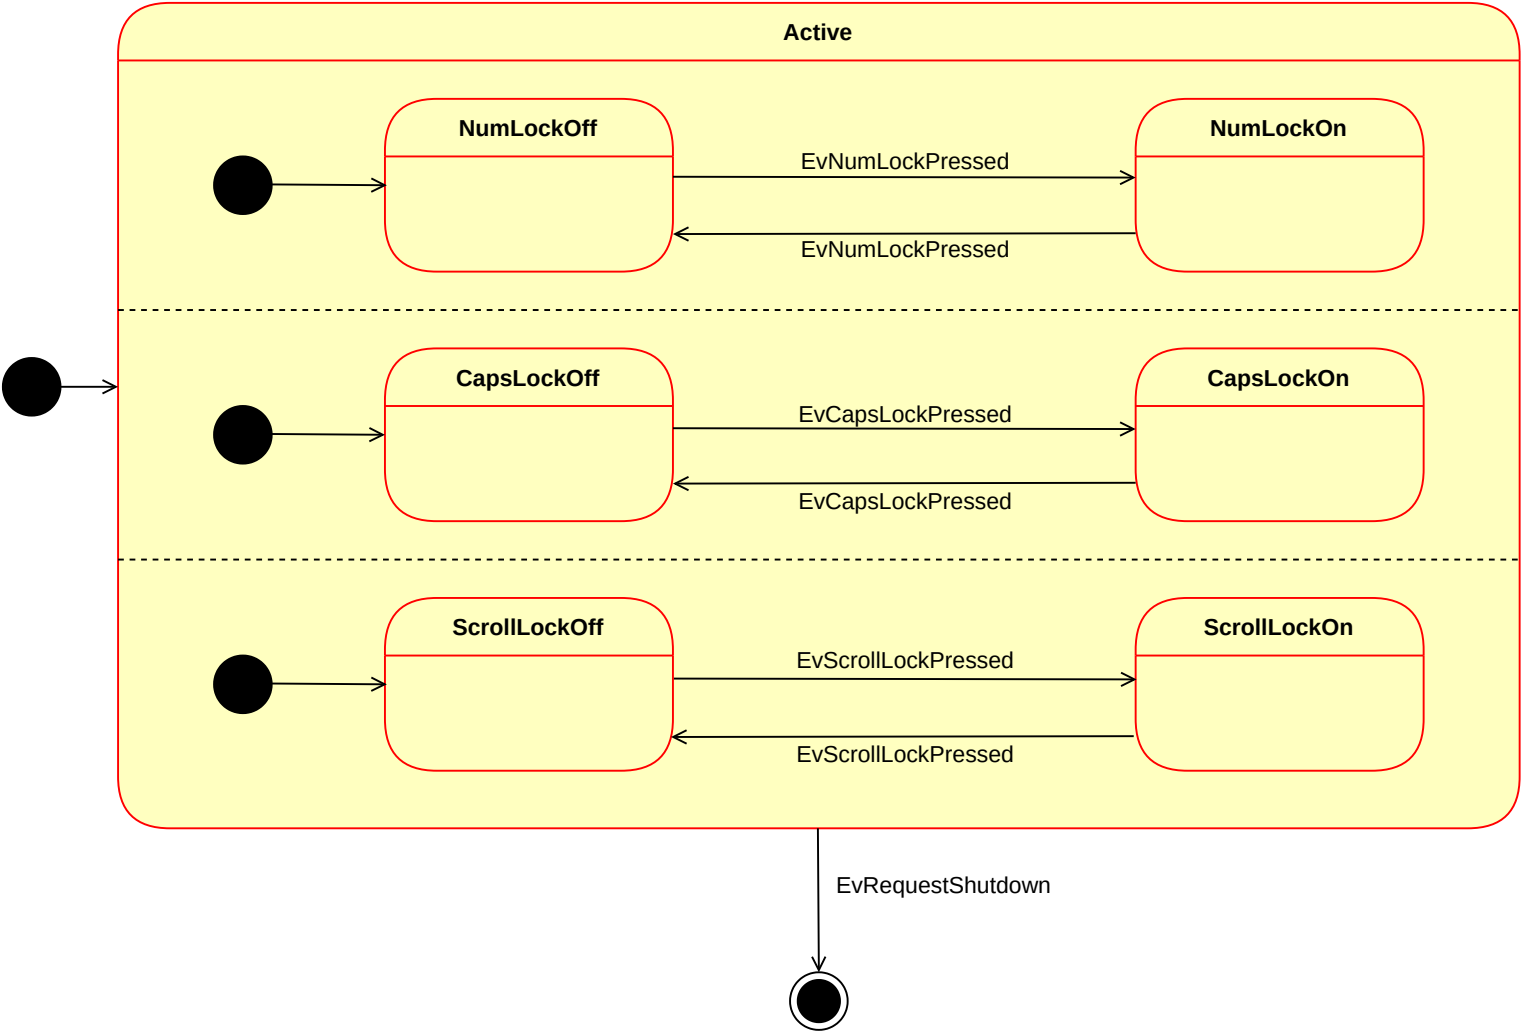 Active
NumLockOff
NumLockOn
EvNumLockPressed
EvNumLockPressed
CapsLockOff
CapsLockOn
EvCapsLockPressed
EvCapsLockPressed
ScrollLockOff
ScrollLockOn
EvScrollLockPressed
EvScrollLockPressed
EvRequestShutdown